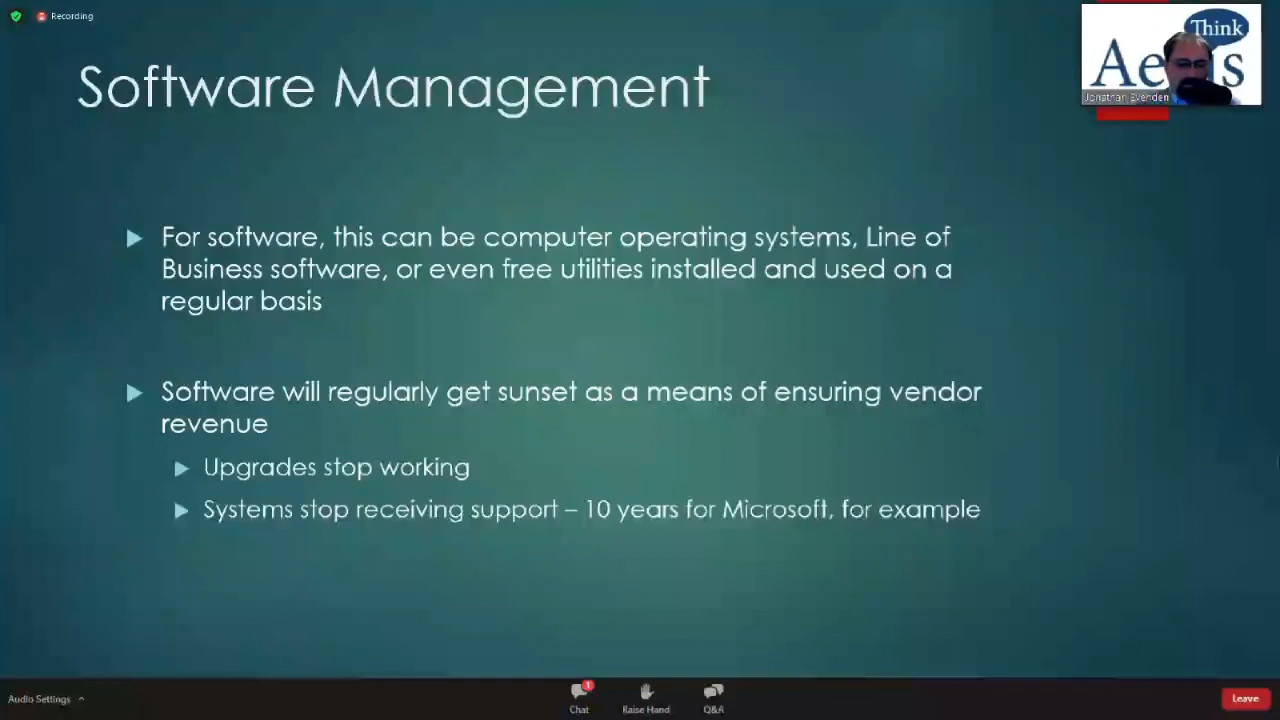 Recording
Think
Jonathan Evenden
Software Management
For software, this can be computer operating systems, Line of
Business software, or even free utilities installed and used on a
regular basis
Software will regularly get sunset as a means of ensuring vendor
revenue
Upgrades stop working
Systems stop receiving support – 10 years for Microsoft, for example
Audio Settings
1
Chat
Raise Hand
Q&A
Leave